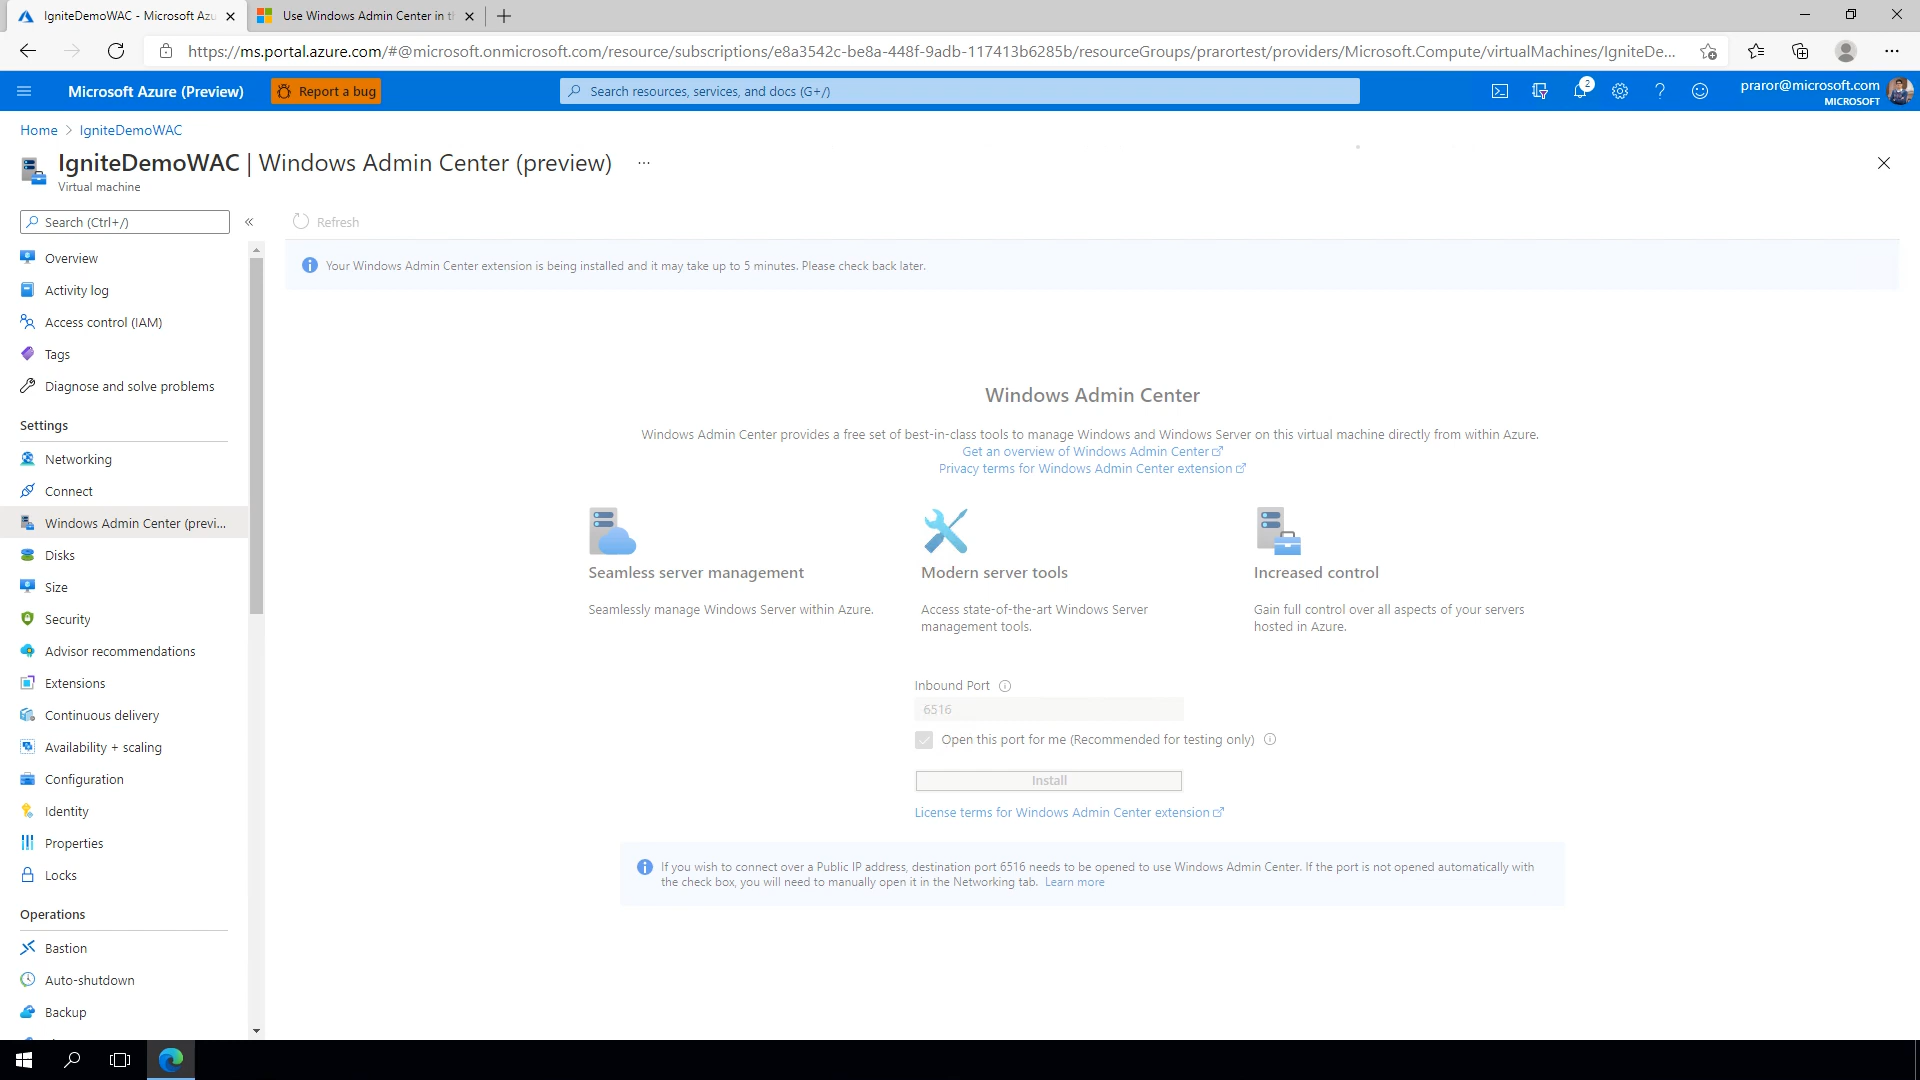 IgniteDemoWAC - Microsoft Azu
Use Windows Admin Center in t
https://ms.portal.azure.com/#@microsoft.onmicrosoft.com/resource/subscriptions/e8a3542c-be8a-448f-9adb-117413b6285b/resourceGroups/prarortest/providers/Microsoft.Compute/virtualMachines/IgniteDe...
Microsoft Azure (Preview)
Report a bug
Search resources, services, and docs (G+/)
2
praror@microsoft.com
MICROSOFT
Home > IgniteDemoWAC
IgniteDemoWAC | Windows Admin Center (preview) ...
Virtual machine
Search (Ctrl+/)
«
Refresh
Your Windows Admin Center extension is being installed and it may take up to 5 minutes. Please check back later.
Overview
Activity log
Access control (IAM)
Tags
Diagnose and solve problems
Settings
Networking
Connect
Windows Admin Center (previ...
Disks
Size
Security
Advisor recommendations
Extensions
Continuous delivery
Availability + scaling
Configuration
Identity
Properties
Locks
Operations
Bastion
Auto-shutdown
Backup
Windows Admin Center
Windows Admin Center provides a free set of best-in-class tools to manage Windows and Windows Server on this virtual machine directly from within Azure.
Get an overview of Windows Admin Center
Privacy terms for Windows Admin Center extension
Seamless server management
Seamlessly manage Windows Server within Azure.
Modern server tools
Access state-of-the-art Windows Server
management tools.
Increased control
Gain full control over all aspects of your servers
hosted in Azure.
Inbound Port
6516
Open this port for me (Recommended for testing only)
Install
License terms for Windows Admin Center extension
If you wish to connect over a Public IP address, destination port 6516 needs to be opened to use Windows Admin Center. If the port is not opened automatically with
the check box, you will need to manually open it in the Networking tab. Learn more